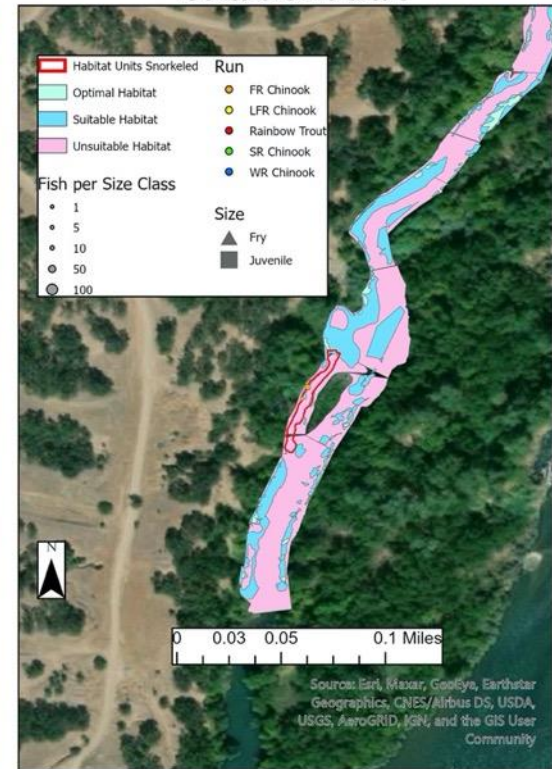 Habitat Units Snorkeled
Optimal Habitat
Suitable Habitat
Unsuitable Habitat
Fish per Size Class
1
5
10
50
100
Run
FR Chinook
LFR Chinook
Rainbow Trout
SR Chinook
WR Chinook
Size
Fry
Juvenile
N
0 0.03 0.05 0.1 Miles
Source: Esri, Maxar, GeoEye, Earthstar
Geographics, CNES/Airbus DS, USDA,
USGS, AeroGRID, IGN, and the GIS User
Community